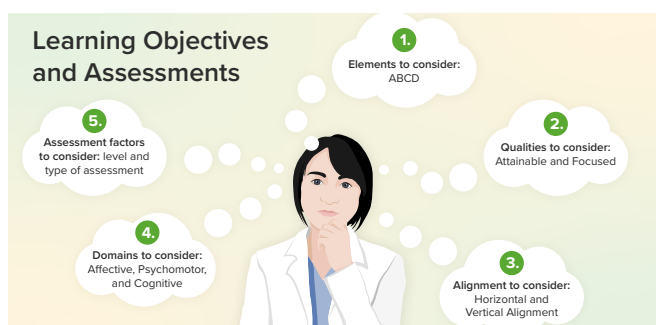 Learning Objectives
and Assessments
1.
Elements to consider:
ABCD
2.
Qualities to consider:
Attainable and Focused
3.
Alignment to consider:
Horizontal and
Vertical Alignment
4.
Domains to consider:
Affective, Psychomotor,
and Cognitive
5.
Assessment factors
to consider: level and
type of assessment